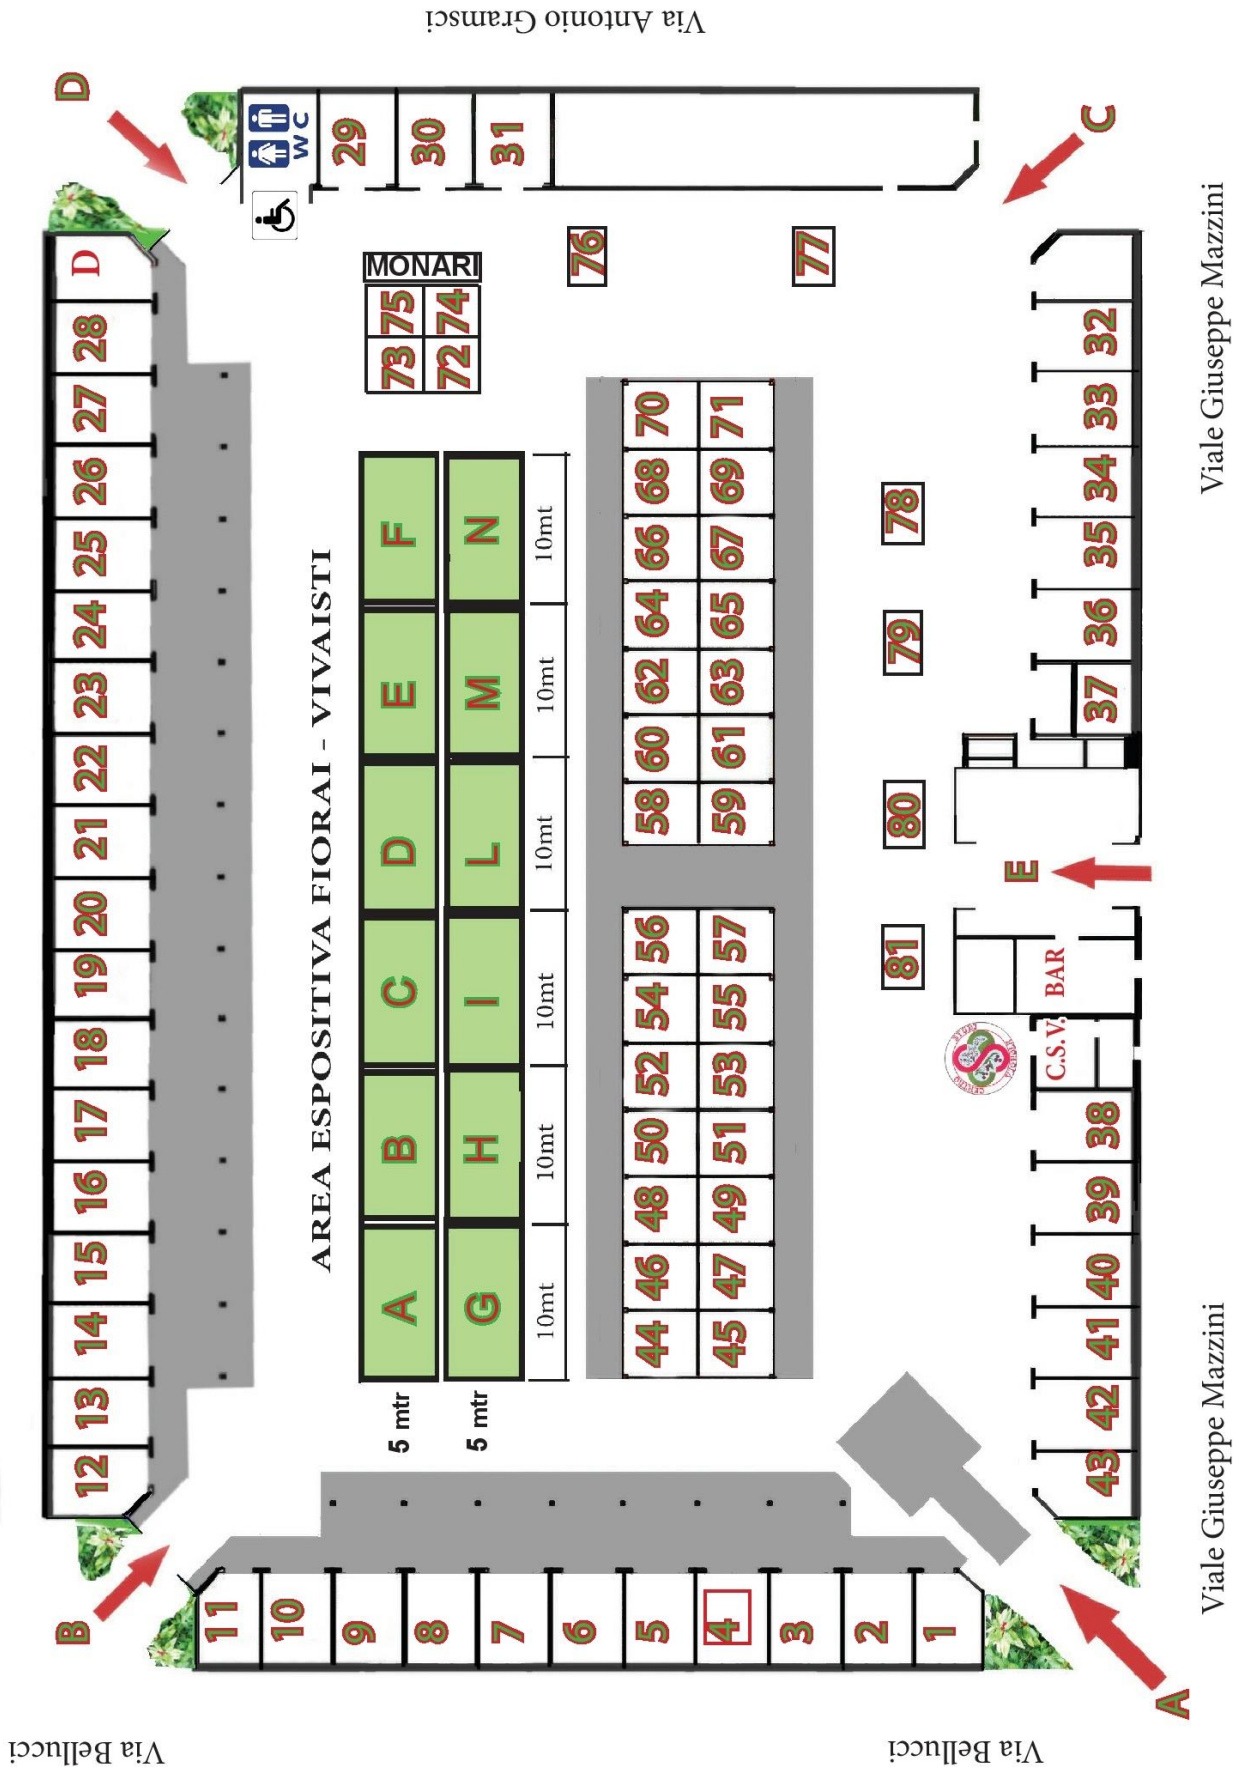 Via Antonio Gramsci
D
WC
29
30
31
C
D
28
27
26
25
24
23
22
21
20
19
18
17
16
15
14
13
12
MONARI
73 75
72 74
76
77
AREA ESPOSITIVA FIORAI - VIVAISTI
A B C D E F
G H I L M N
5 mtr
5 mtr
10mt 10mt 10mt 10mt 10mt 10mt
44 46 48 50 52 54 56 58 60 62 64 66 68 70
45 47 49 51 53 55 57 59 61 63 65 67 69 71
81 80 79 78
E
BAR
C.S.V.
43 42 41 40 39 38
37 36 35 34 33 32
B
11
10
9
8
7
6
5
4
3
2
1
A
Via Bellucci
Via Bellucci
Viale Giuseppe Mazzini
Viale Giuseppe Mazzini